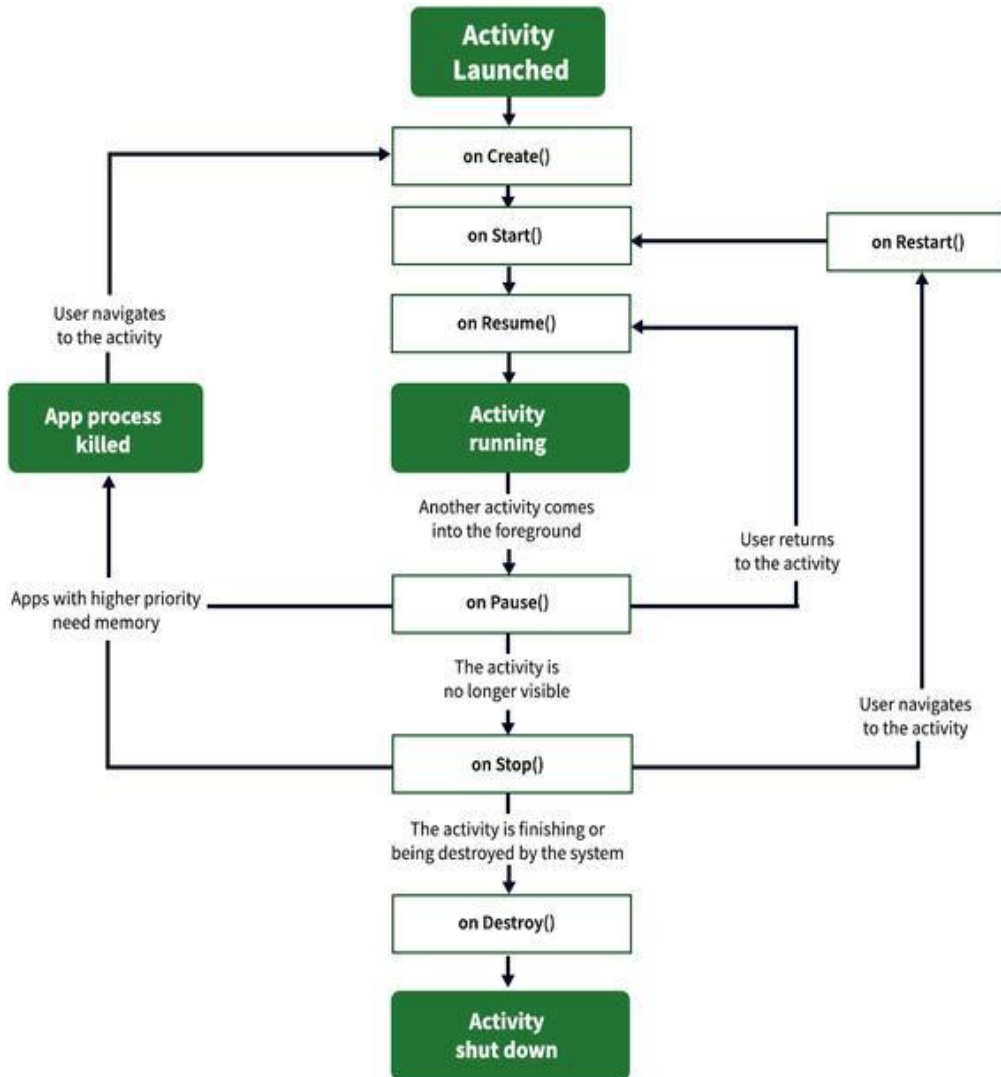 Activity
Launched
on Create()
on Start()
on Restart()
on Resume()
User navigates
to the activity
App process
killed
Activity
running
Another activity comes
into the foreground
User returns
to the activity
Apps with higher priority
need memory
on Pause()
The activity is
no longer visible
User navigates
to the activity
on Stop()
The activity is finishing or
being destroyed by the system
on Destroy()
Activity
shut down